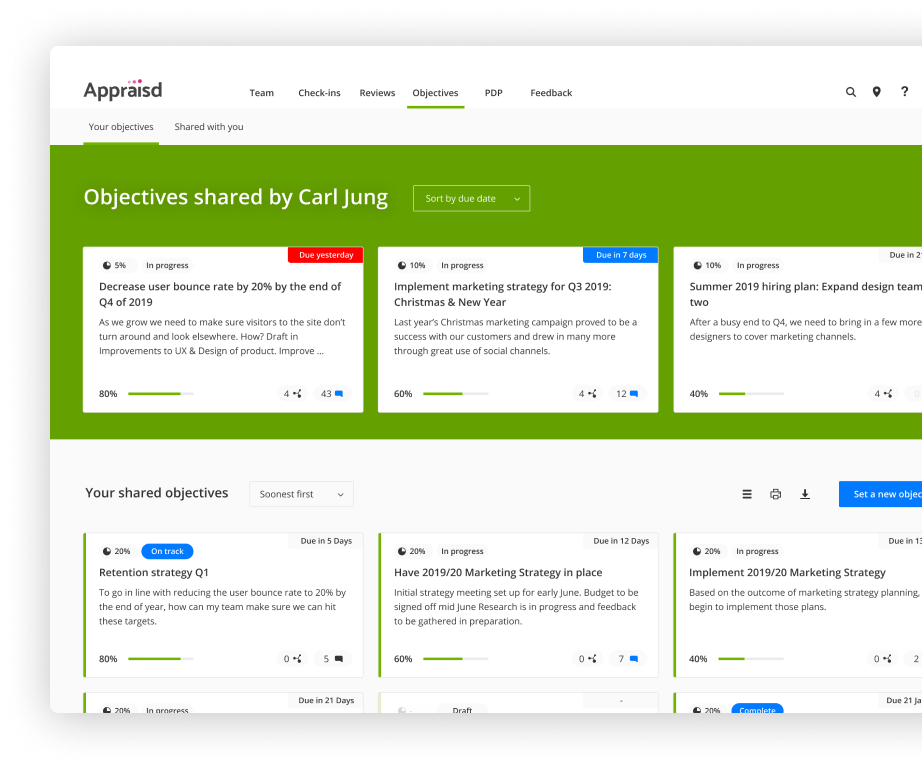 Appraisd
Team Check-ins Reviews Objectives PDP Feedback
?
Your objectives Shared with you
Objectives shared by Carl Jung
Sort by due date
5% In progress
Due yesterday
Decrease user bounce rate by 20% by the end of
Q4 of 2019
As we grow we need to make sure visitors to the site don't
turn around and look elsewhere. How? Draft in
Improvements to UX & Design of product. Improve ...
80%
4
43
10% In progress
Due in 7 days
Implement marketing strategy for Q3 2019:
Christmas & New Year
Last year's Christmas marketing campaign proved to be a
success with our customers and drew in many more
through great use of social channels.
60%
4
12
10% In progress
Due in 2
Summer 2019 hiring plan: Expand design team
two
After a busy end to Q4, we need to bring in a few more
designers to cover marketing channels.
40%
4
0
Your shared objectives
Soonest first
Set a new objec
20% On track
Due in 5 Days
Retention strategy Q1
To go in line with reducing the user bounce rate to 20% by
the end of year, how can my team make sure we can hit
these targets.
80%
0
5
20% In progress
Due in 12 Days
Have 2019/20 Marketing Strategy in place
Initial strategy meeting set up for early June. Budget to be
signed off mid June Research is in progress and feedback
to be gathered in preparation.
60%
0
7
20% In progress
Due in 13
Implement 2019/20 Marketing Strategy
Based on the outcome of marketing strategy planning,
begin to implement those plans.
40%
0
2
20% In progress
Due in 21 Days
- Draft
-
20% Complete
Due 21 Ja